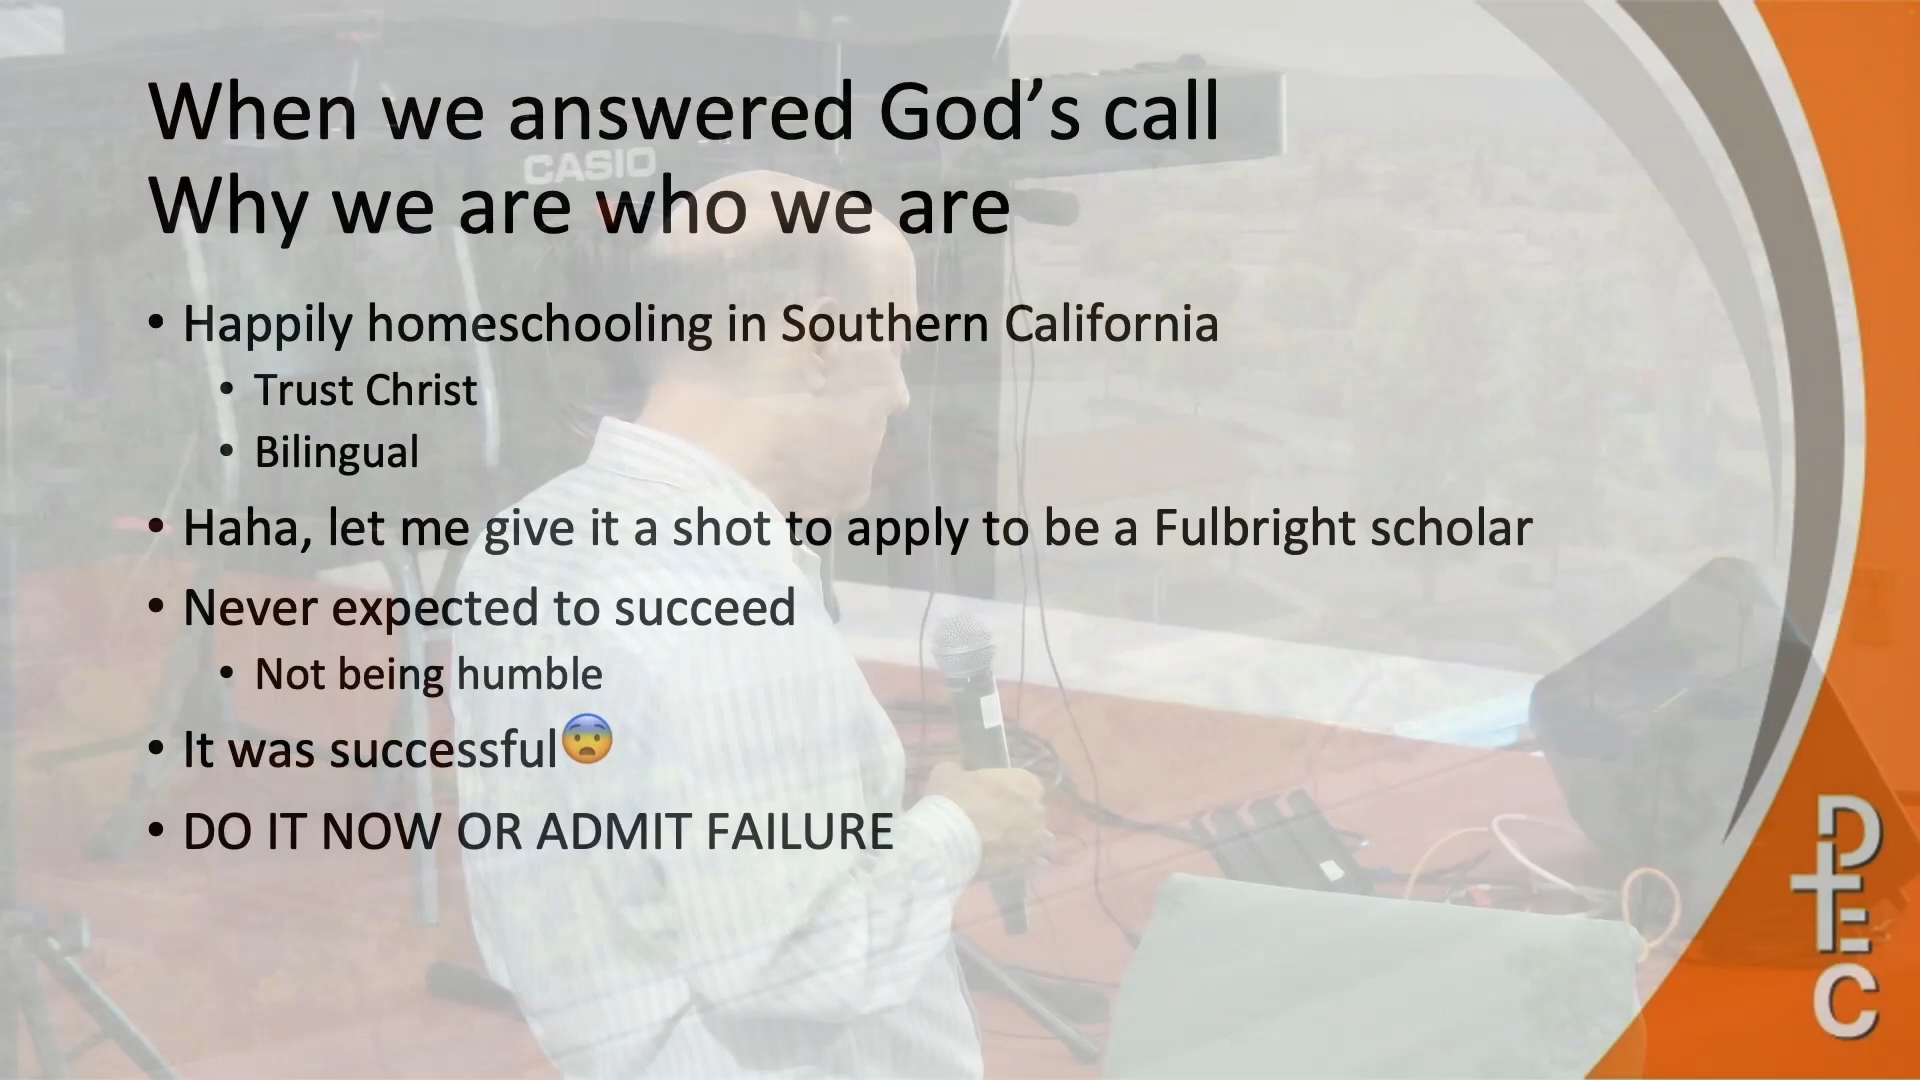 When we answered God’s call
CASIO
Why we are who we are
• Happily homeschooling in Southern California
• Trust Christ
• Bilingual
• Haha, let me give it a shot to apply to be a Fulbright scholar
• Never expected to succeed
• Not being humble
• It was successful😨
• DO IT NOW OR ADMIT FAILURE
D
T
E
C